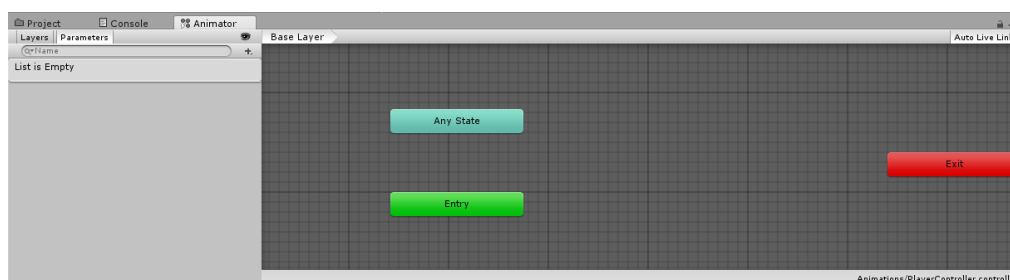 Project Console Animator
Layers Parameters Base Layer Auto Live Lin
Name
List is Empty
Any State
Exit
Entry
Animations/PlayerController.controll